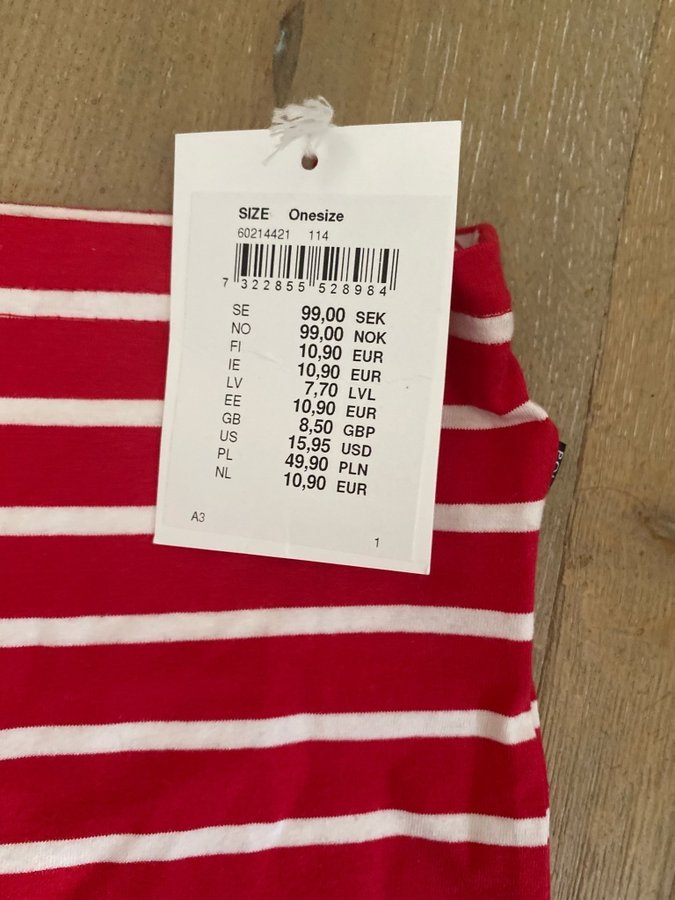 SIZE Onesize
60214421 114
7 322855 528984
SE 99,00 SEK
NO 99,00 NOK
FI 10,90 EUR
IE 10,90 EUR
LV 7,70 LVL
EE 10,90 EUR
GB 8,50 GBP
US 15,95 USD
PL 49,90 PLN
NL 10,90 EUR
A3 1